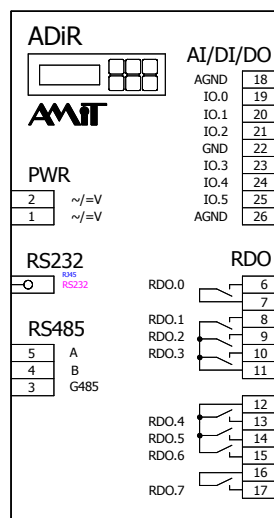 ADiR
AMiT
AI/DI/DO
AGND 18
IO.0 19
IO.1 20
IO.2 21
GND 22
IO.3 23
IO.4 24
IO.5 25
AGND 26
PWR
2 ~/=V
1 ~/=V
RS232
RJ45
RS232
RS485
5 A
4 B
3 G485
RDO
RDO.0 6
7
RDO.1 8
RDO.2 9
RDO.3 10
11
12
RDO.4 13
RDO.5 14
RDO.6 15
16
RDO.7 17